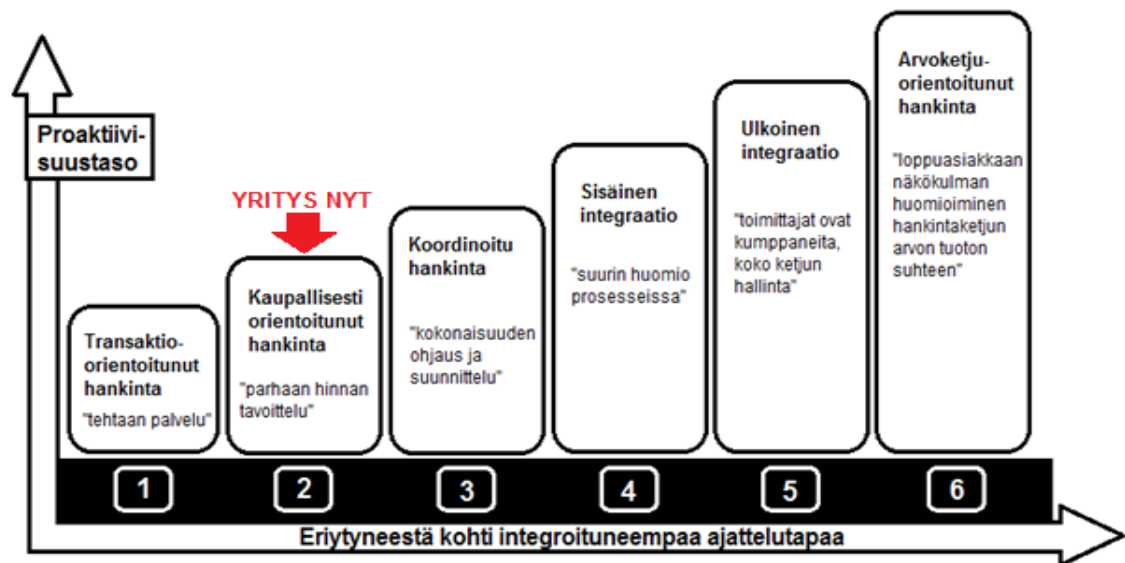 Proaktiivi-
suustaso
YRITYS NYT
Transaktio-
orientoitunut
hankinta
"tehtaan palvelu"
Kaupallisesti
orientoitunut
hankinta
"parhaan hinnan
tavoittelu"
Koordinoitu
hankinta
"kokonaisuuden
ohjaus ja
suunnittelu"
Sisäinen
integraatio
"suurin huomio
prosesseissa"
Ulkoinen
integraatio
"toimittajat ovat
kumppaneita,
koko ketjun
hallinta"
Arvoketju-
orientoitunut
hankinta
"loppuasiakkaan
näkökulman
huomioiminen
hankintaketjun
arvon tuoton
suhteen"
1
2
3
4
5
6
Eriytyneestä kohti integroituneempaa ajattelutapaa